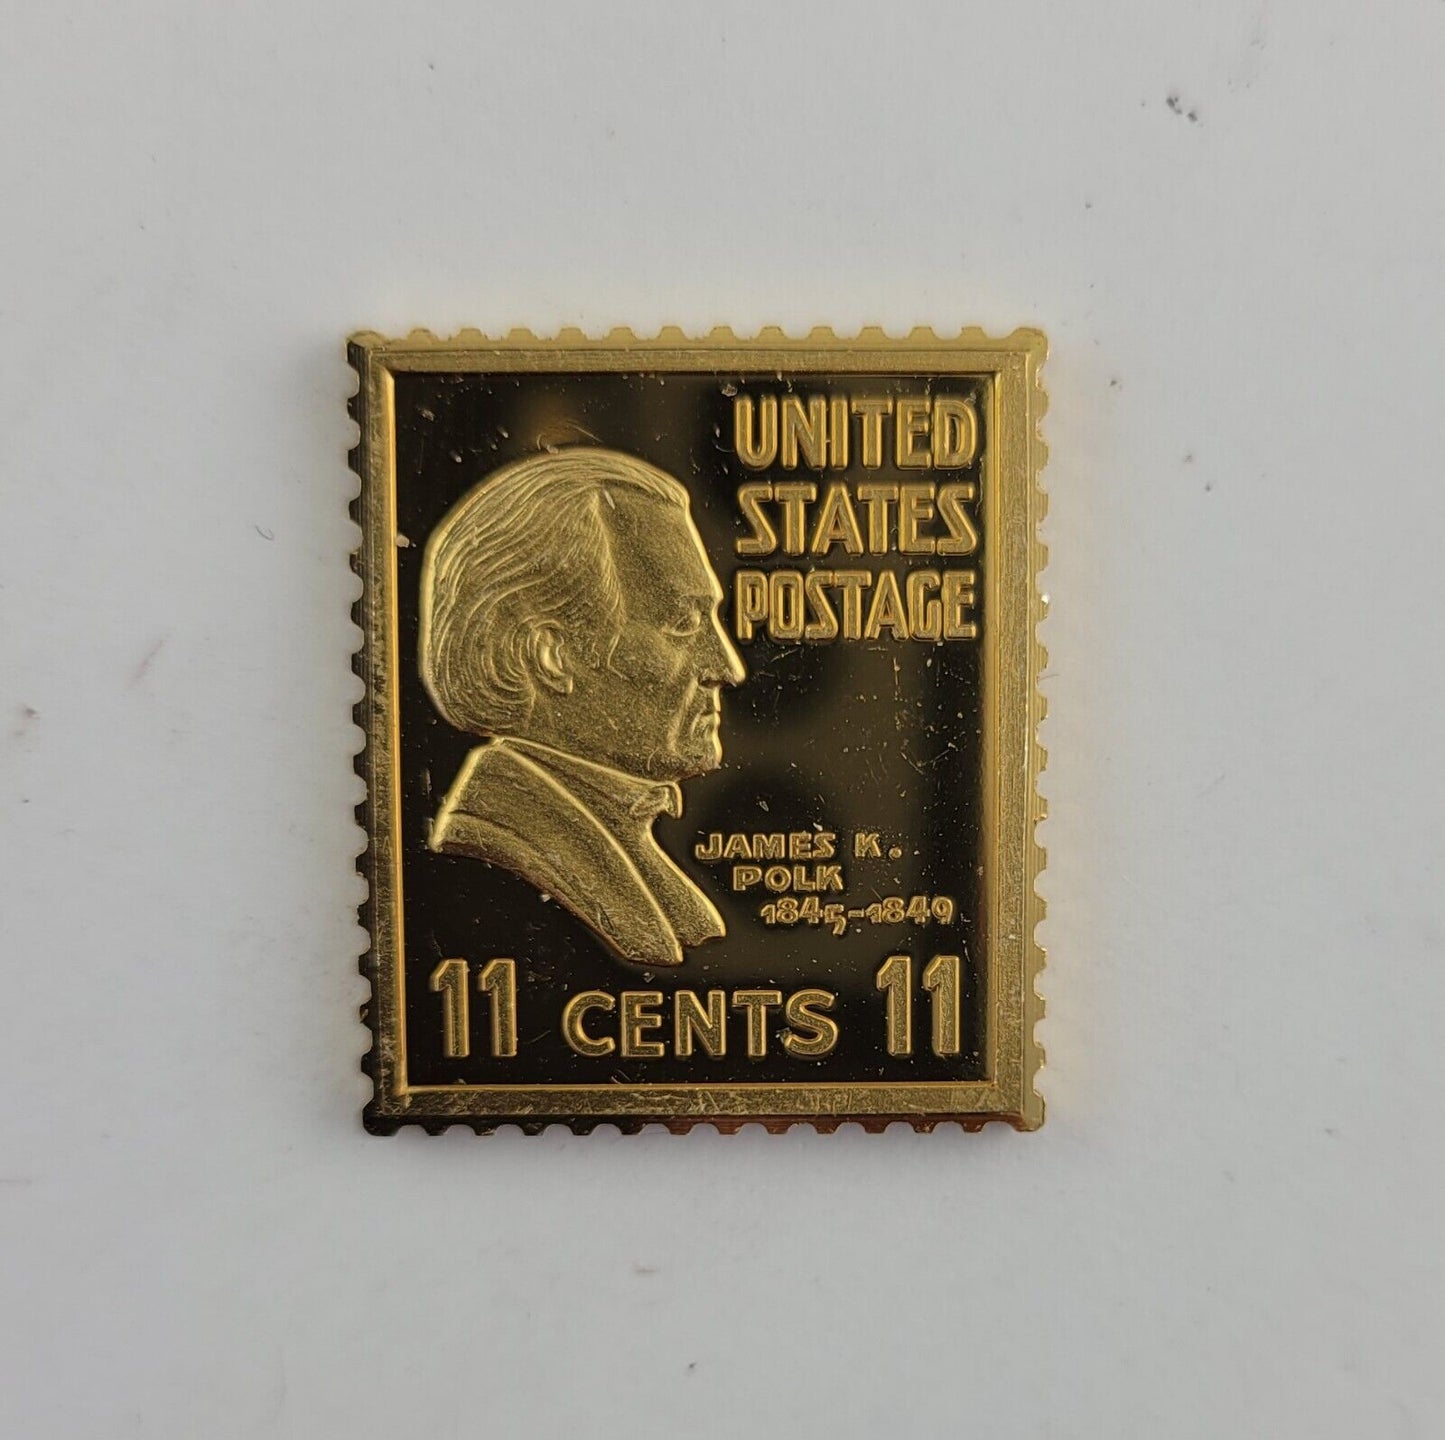 UNITED
STATES
POSTAGE
JAMES K.
POLK
1845-1849
11 CENTS 11